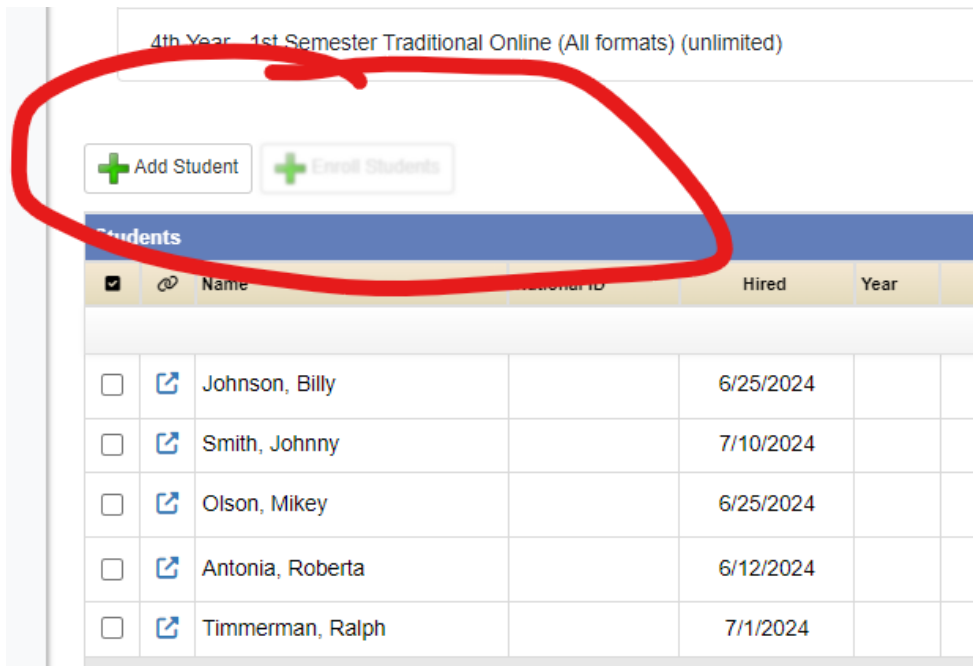 4th Year - 1st Semester Traditional Online (All formats) (unlimited)
Add Student Enroll Students
Students
Name National ID Hired Year
Johnson, Billy 6/25/2024
Smith, Johnny 7/10/2024
Olson, Mikey 6/25/2024
Antonia, Roberta 6/12/2024
Timmerman, Ralph 7/1/2024